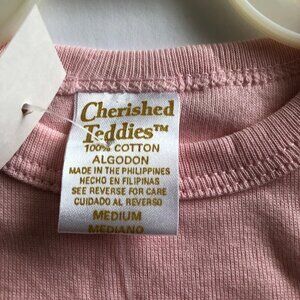 Cherished
Teddies™
100% COTTON
ALGODON
MADE IN THE PHILIPPINES
HECHO EN FILIPINAS
SEE REVERSE FOR CARE
CUIDADO AL REVERSO
MEDIUM
MEDIANO